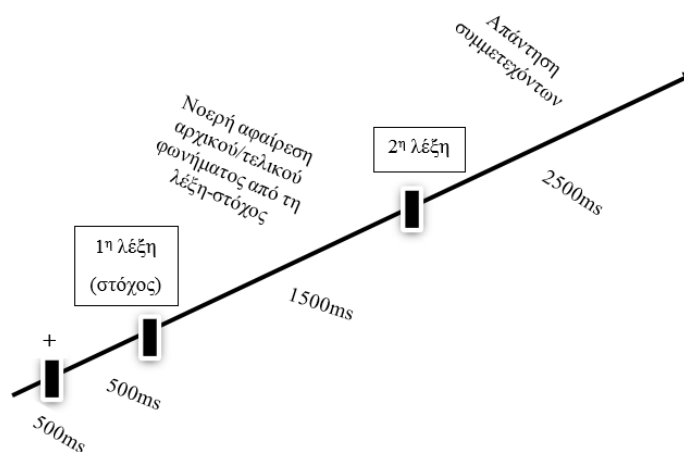 Απάντηση
συμμετεχόντων
Νοερή αφαίρεση
αρχικού/τελικού
φωνήματος από τη
λέξη-στόχος
2η λέξη
2500ms
1η λέξη
(στόχος)
1500ms
+
500ms
500ms